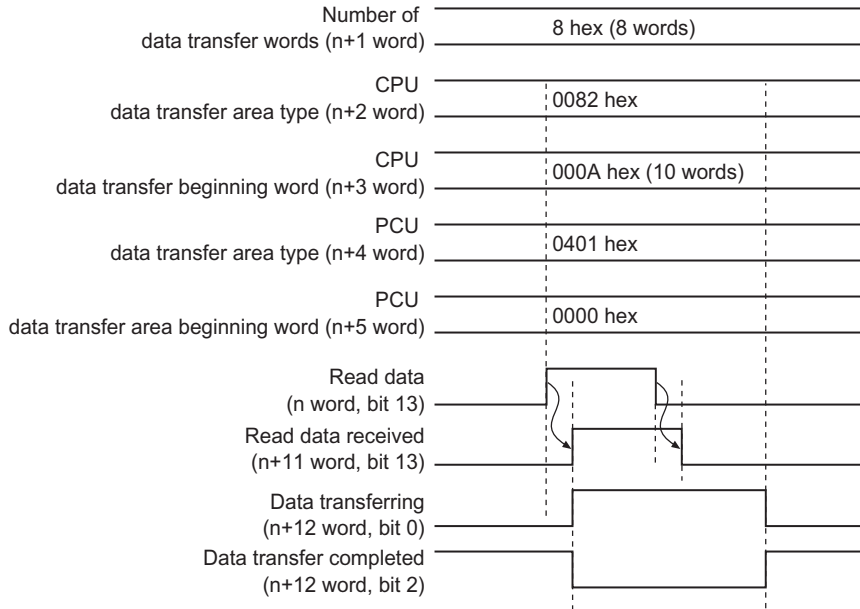 Number of
data transfer words (n+1 word)
8 hex (8 words)
CPU
data transfer area type (n+2 word)
0082 hex
CPU
data transfer beginning word (n+3 word)
000A hex (10 words)
PCU
data transfer area type (n+4 word)
0401 hex
PCU
data transfer area beginning word (n+5 word)
0000 hex
Read data
(n word, bit 13)
Read data received
(n+11 word, bit 13)
Data transferring
(n+12 word, bit 0)
Data transfer completed
(n+12 word, bit 2)